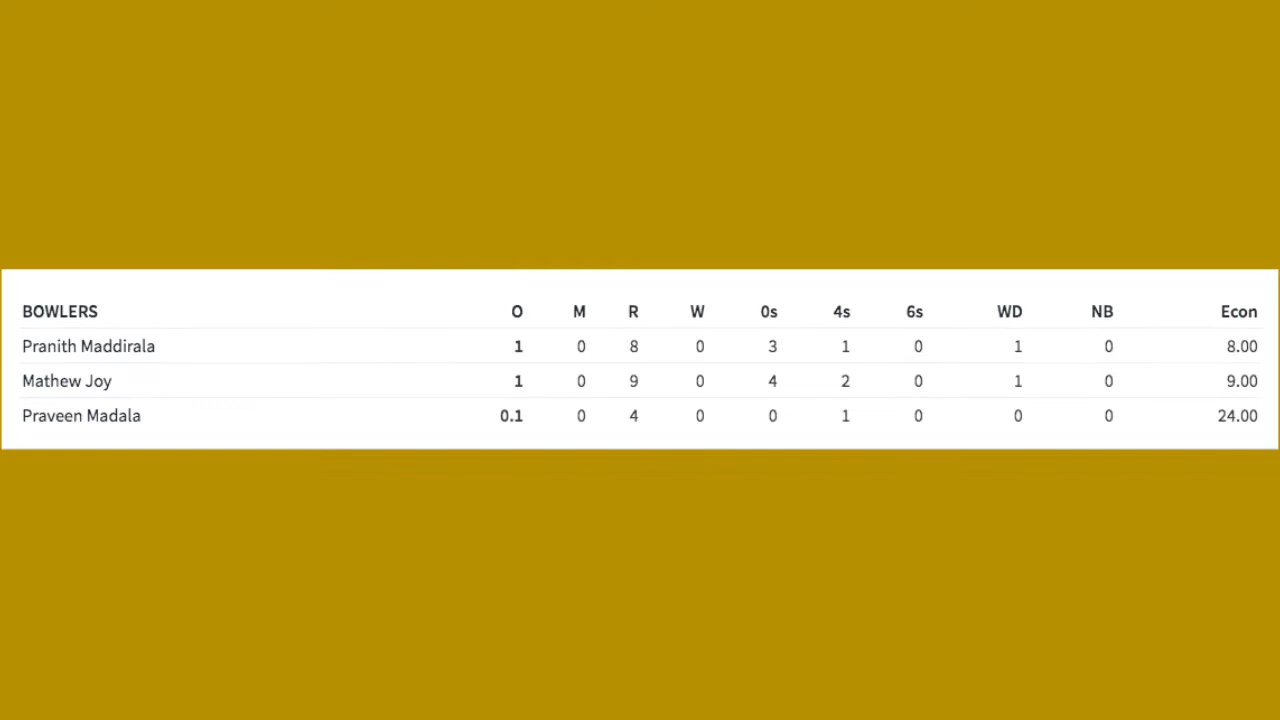 BOWLERS O M R W 0s 4s 6s WD NB Econ
Pranith Maddirala 1 0 8 0 3 1 0 1 0 8.00
Mathew Joy 1 0 9 0 4 2 0 1 0 9.00
Praveen Madala 0.1 0 4 0 0 1 0 0 0 24.00